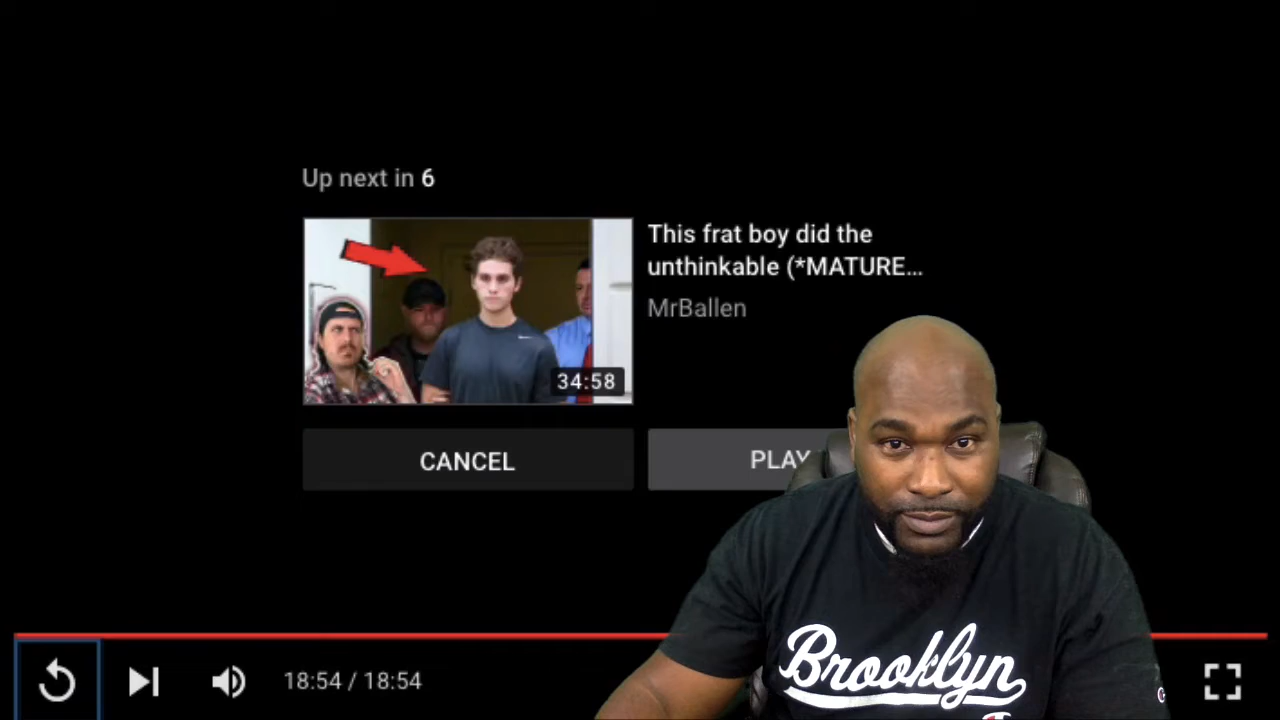 Up next in 6
This frat boy did the
unthinkable (*MATURE...
MrBallen
34:58
CANCEL
PLAY
Brooklyn
18:54 / 18:54